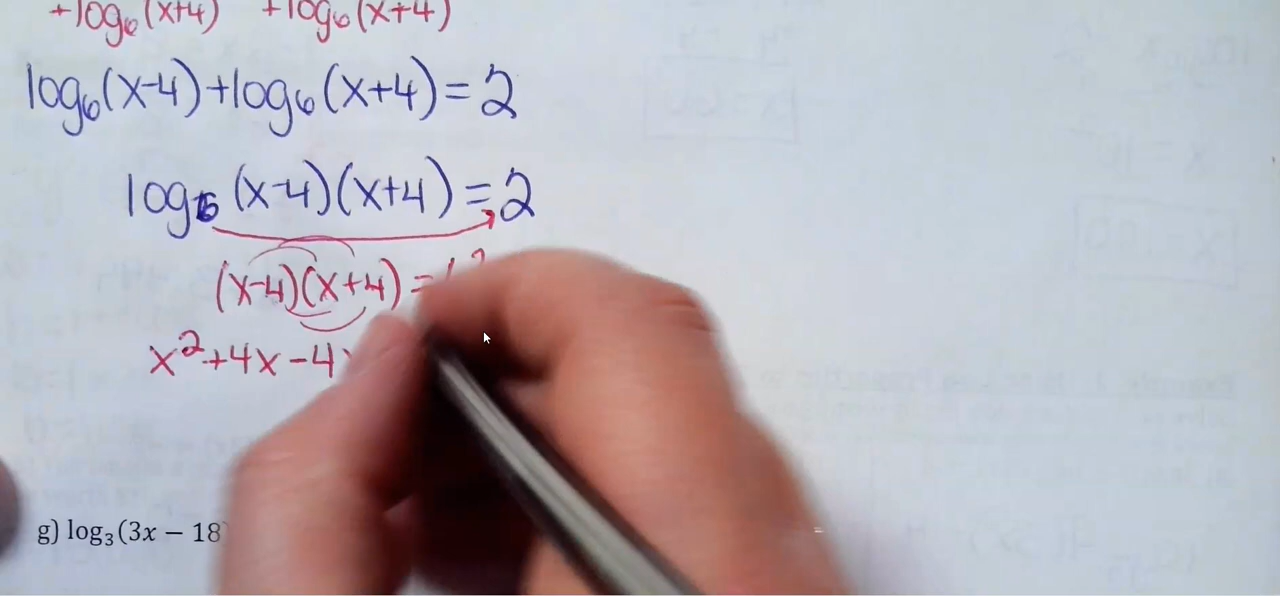 +log₆(x+4) +log₆(x+4)
log₆(x-4)+log₆(x+4)=2
log₆(x-4)(x+4)=2
(x-4)(x+4)=
x²+4x-4
g) log₃(3x − 18